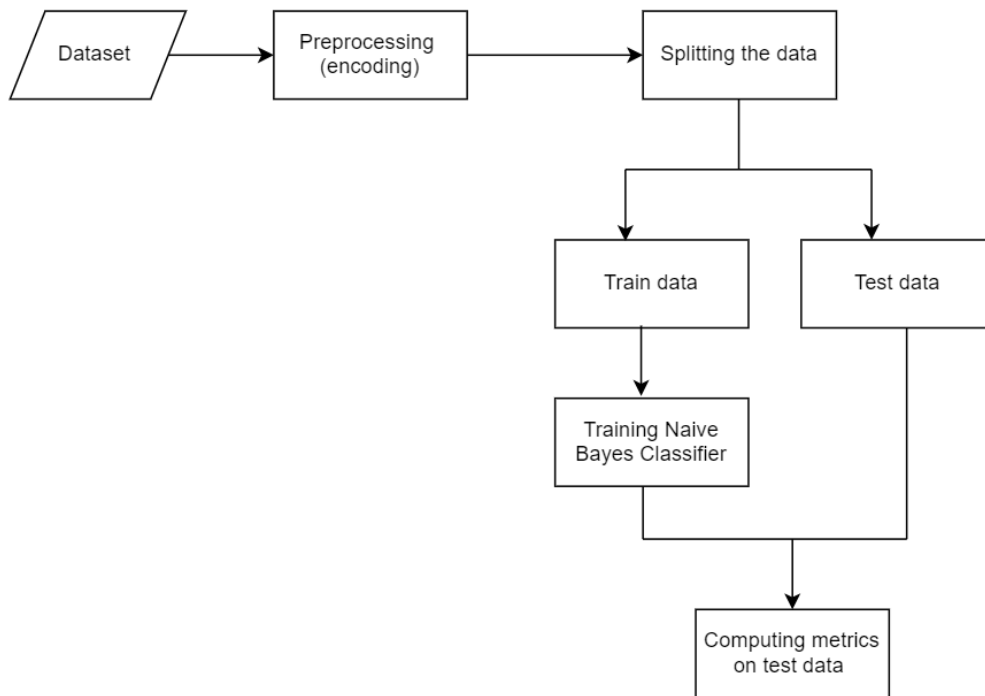 Dataset
Preprocessing
(encoding)
Splitting the data
Train data
Test data
Training Naive
Bayes Classifier
Computing metrics
on test data